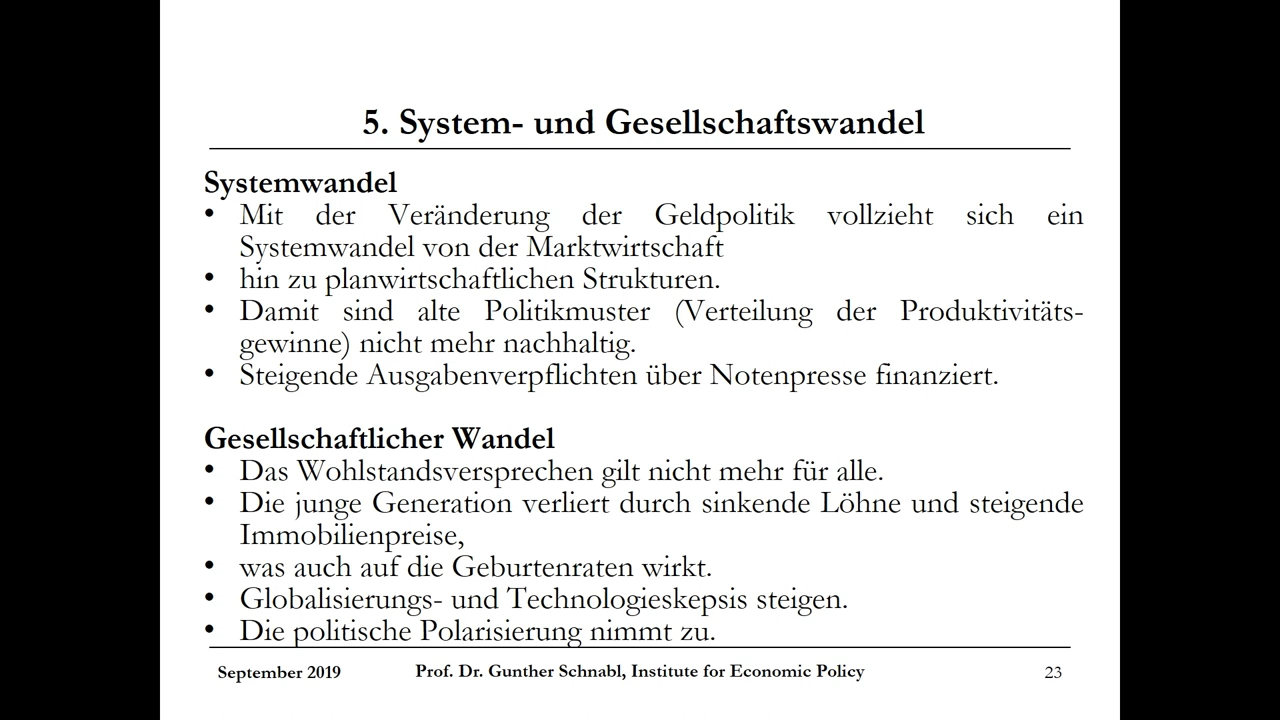 5. System- und Gesellschaftswandel
Systemwandel
• Mit der Veränderung der Geldpolitik vollzieht sich ein
Systemwandel von der Marktwirtschaft
• hin zu planwirtschaftlichen Strukturen.
• Damit sind alte Politikmuster (Verteilung der Produktivitäts-
gewinne) nicht mehr nachhaltig.
• Steigende Ausgabenverpflichten über Notenpresse finanziert.
Gesellschaftlicher Wandel
• Das Wohlstandsversprechen gilt nicht mehr für alle.
• Die junge Generation verliert durch sinkende Löhne und steigende
Immobilienpreise,
• was auch auf die Geburtenraten wirkt.
• Globalisierungs- und Technologieskepsis steigen.
• Die politische Polarisierung nimmt zu.
September 2019 Prof. Dr. Gunther Schnabl, Institute for Economic Policy 23